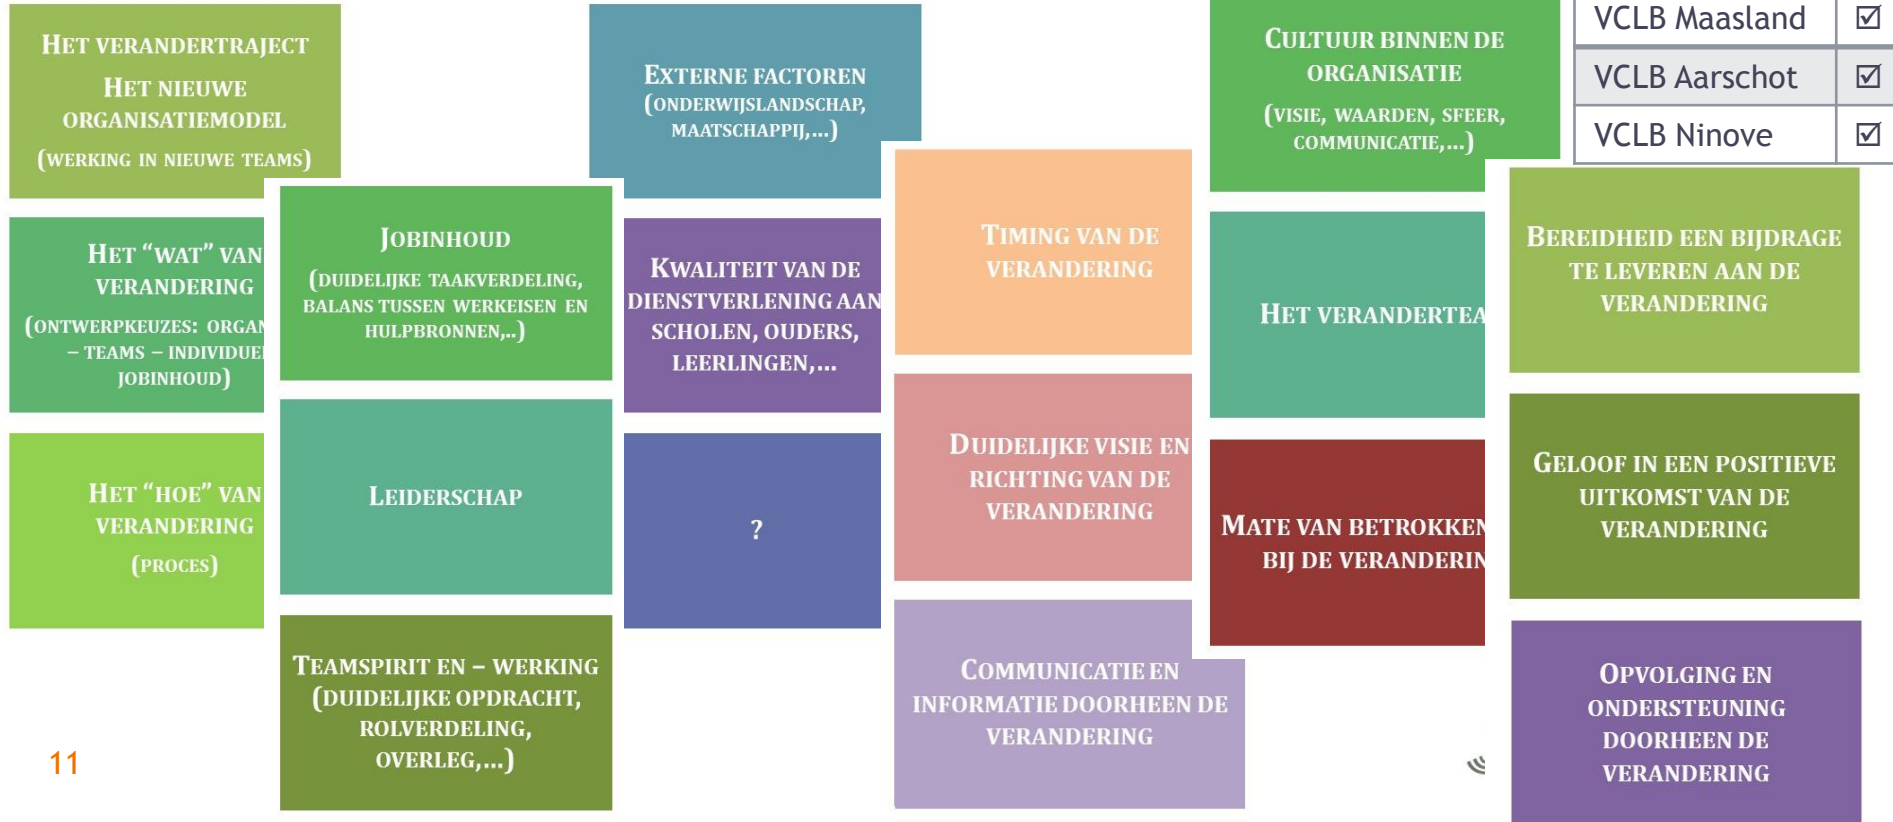 HET VERANDERTRAJECT
HET NIEUWE
ORGANISATIEMODEL
(WERKING IN NIEUWE TEAMS)
HET “WAT” VAN
VERANDERING
(ONTWERPKEUZES:
– TEAMS –
JOBINHOUD)
HET “HOE” VAN
VERANDERING
(PROCES)
JOBINHOUD
(DUIDELIJKE TAAKVERDELING,
BALANS TUSSEN WERKEISEN EN
HULPBRONNEN,..)
LEIDERSCHAP
TEAMSPIRIT EN – WERKING
(DUIDELIJKE OPDRACHT,
ROLVERDELING,
OVERLEG,...)
EXTERNE FACTOREN
(ONDERWIJSLANDSCHAP,
MAATSCHAPPIJ,...)
KWALITEIT VAN DE
DIENSTVERLENING AAN
SCHOLEN, OUDERS,
LEERLINGEN,...
?
TIMING VAN DE
VERANDERING
DUIDELIJKE VISIE EN
RICHTING VAN DE
VERANDERING
COMMUNICATIE EN
INFORMATIE DOORHEEN DE
VERANDERING
CULTUUR BINNEN DE
ORGANISATIE
(VISIE, WAARDEN, SFEER,
COMMUNICATIE,...)
HET
MATE VAN
BIJ DE
VCLB Maasland ☑
VCLB Aarschot ☑
VCLB Ninove ☑
BEREIDHEID EEN BIJDRAGE
TE LEVEREN AAN DE
VERANDERING
GELOOF IN EEN POSITIEVE
UITKOMST VAN DE
VERANDERING
OPVOLGING EN
ONDERSTEUNING
DOORHEEN DE
VERANDERING
11